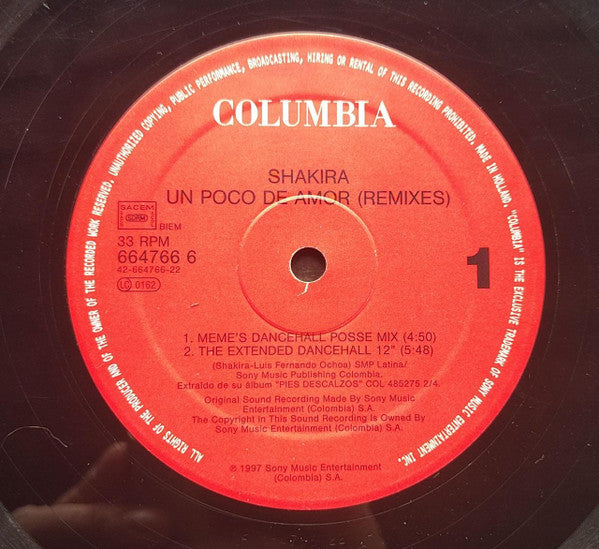 ALL RIGHTS OF THE PRODUCER AND OF THE OWNER OF THE RECORDED WORK RESERVED. UNAUTHORIZED COPYING, PUBLIC PERFORMANCE, BROADCASTING, HIRING OR RENTAL OF THIS RECORDING PROHIBITED. MADE IN HOLLAND. "COLUMBIA" IS THE EXCLUSIVE TRADEMARK OF SONY MUSIC ENTERTAINMENT INC.
COLUMBIA
SHAKIRA
UN POCO DE AMOR (REMIXES)
SACEM
SDRM
BIEM
33 RPM
664766 6
42-664766-22
LC 0162
1
1. MEME'S DANCEHALL POSSE MIX (4:50)
2. THE EXTENDED DANCEHALL 12" (5:48)
(Shakira-Luis Fernando Ochoa) SMP Latina/
Sony Music Publishing Colombia.
Extraído de su álbum "PIES DESCALZOS" COL 485275 2/4.
Original Sound Recording Made By Sony Music
Entertainment (Colombia) S.A.
The Copyright in This Sound Recording is Owned By
Sony Music Entertainment (Colombia) S.A.
℗ 1997 Sony Music Entertainment
(Colombia) S.A.